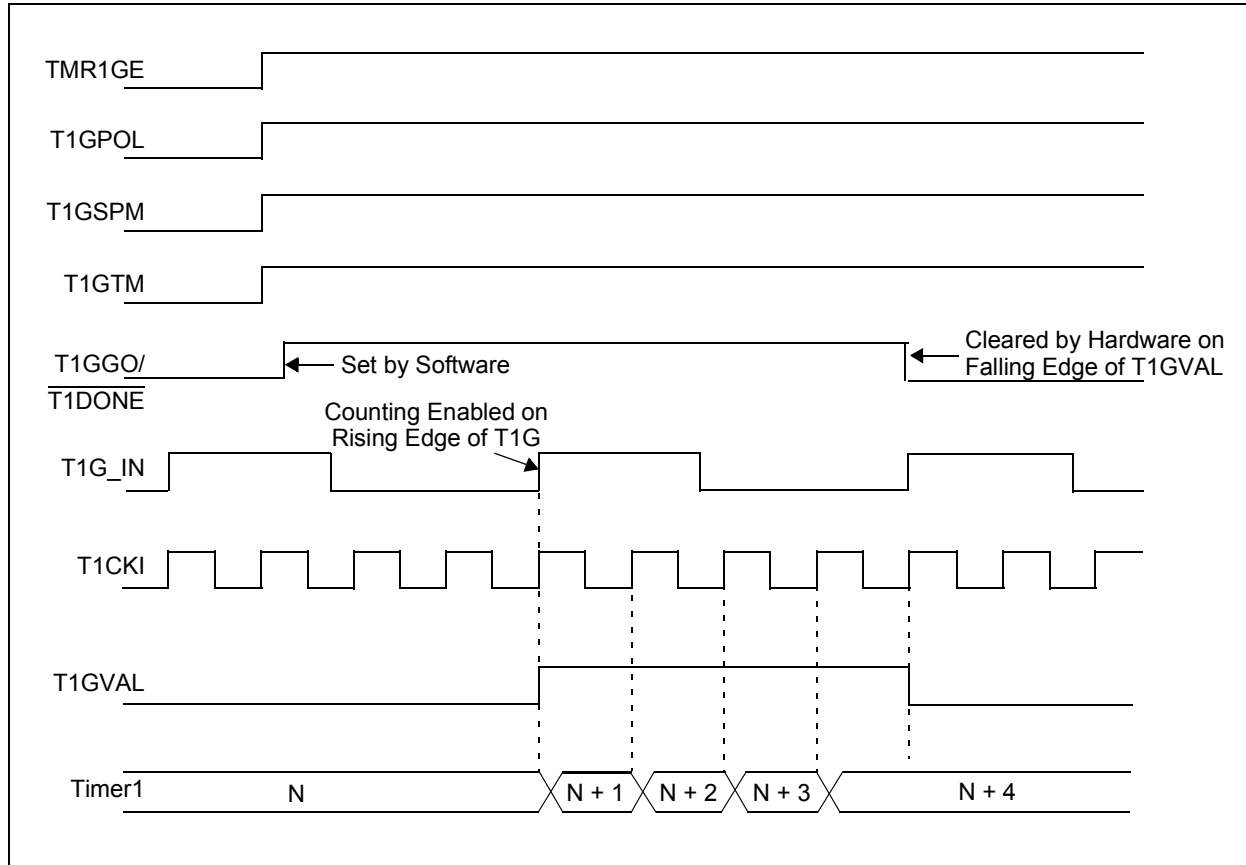 TMR1GE
T1GPOL
T1GSPM
T1GTM
T1GGO/
T1DONE
Set by Software
Cleared by Hardware on
Falling Edge of T1GVAL
Counting Enabled on
Rising Edge of T1G
T1G_IN
T1CKI
T1GVAL
Timer1
N
N + 1
N + 2
N + 3
N + 4